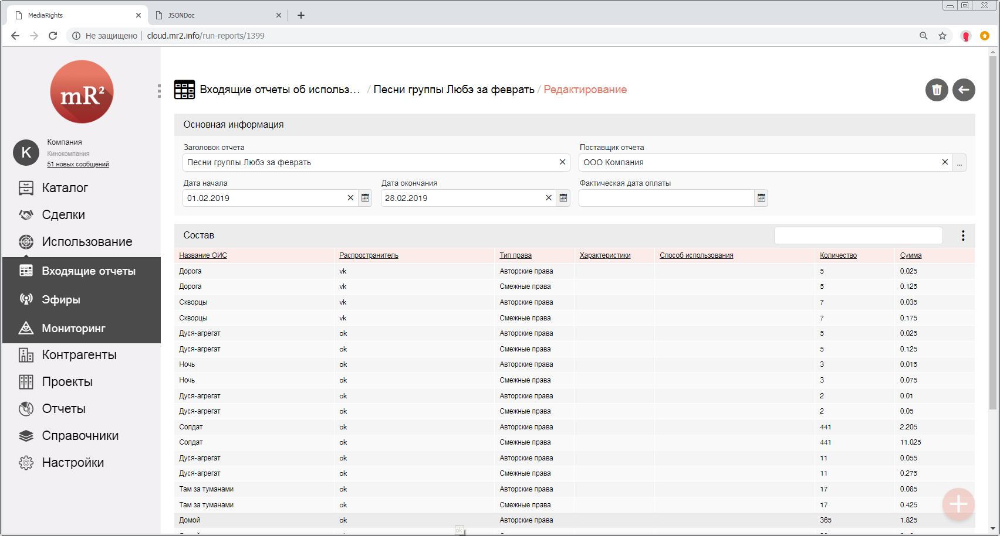 MediaRights
JSONDoc
Не защищено
cloud.mr2.info/run-reports/1399
mR²
K
Компания
Кинокомпания
51 новых сообщений
Каталог
Сделки
Использование
Входящие отчеты
Эфиры
Мониторинг
Контрагенты
Проекты
Отчеты
Справочники
Настройки
Входящие отчеты об использ… / Песни группы Любэ за феврать / Редактирование
Основная информация
Заголовок отчета Поставщик отчета
Песни группы Любэ за феврать ООО Компания ...
Дата начала Дата окончания Фактическая дата оплаты
01.02.2019 28.02.2019
Состав
Название ОИС Распространитель Тип права Характеристики Способ использования Количество Сумма
Дорога vk Авторские права 5 0.025
Дорога vk Смежные права 5 0.125
Скворцы vk Авторские права 7 0.035
Скворцы vk Смежные права 7 0.175
Дуся-агрегат ok Авторские права 5 0.025
Дуся-агрегат ok Смежные права 5 0.125
Ночь ok Авторские права 3 0.015
Ночь ok Смежные права 3 0.075
Дуся-агрегат ok Авторские права 2 0.01
Дуся-агрегат ok Смежные права 2 0.05
Солдат ok Авторские права 441 2.205
Солдат ok Смежные права 441 11.025
Дуся-агрегат ok Авторские права 11 0.055
Дуся-агрегат ok Смежные права 11 0.275
Там за туманами ok Авторские права 17 0.085
Там за туманами ok Смежные права 17 0.425
Домой ok Авторские права 365 1.825
ok